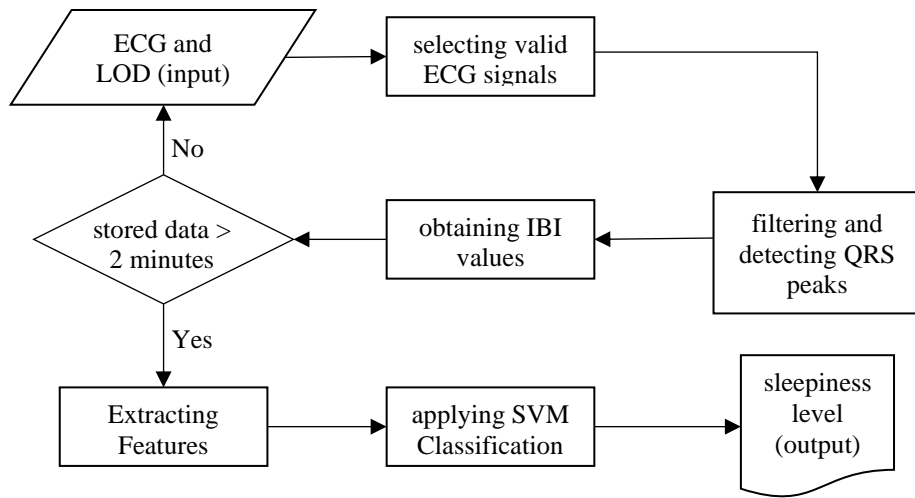 ECG and
LOD (input)
selecting valid
ECG signals
No
stored data >
2 minutes
obtaining IBI
values
filtering and
detecting QRS
peaks
Yes
Extracting
Features
applying SVM
Classification
sleepiness
level
(output)